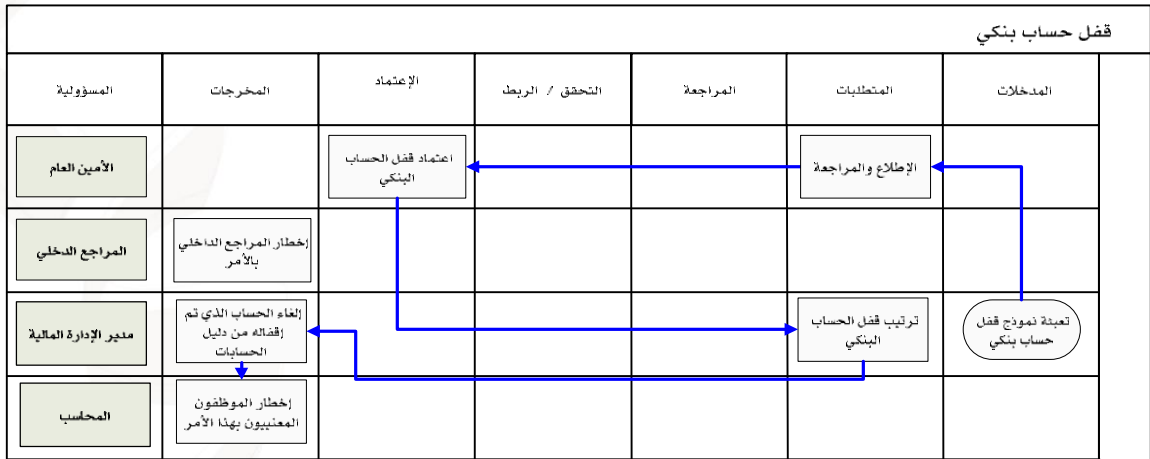 قفل حساب بنكي
المدخلات
المتطلبات
المراجعة
التحقق / الربط
الإعتماد
المخرجات
المسؤولية
الإطلاع والمراجعة
اعتماد قفل الحساب
البنكي
الأمين العام
إخطار المراجع الداخلي
بالأمر
المراجع الدخلي
تعبئة نموذج قفل
حساب بنكي
ترتيب قفل الحساب
البنكي
إلغاء الحساب الذي تم
إقفاله من دليل
الحسابات
مدير الإدارة المالية
إخطار الموظفون
المعنييون بهذا الأمر
المحاسب